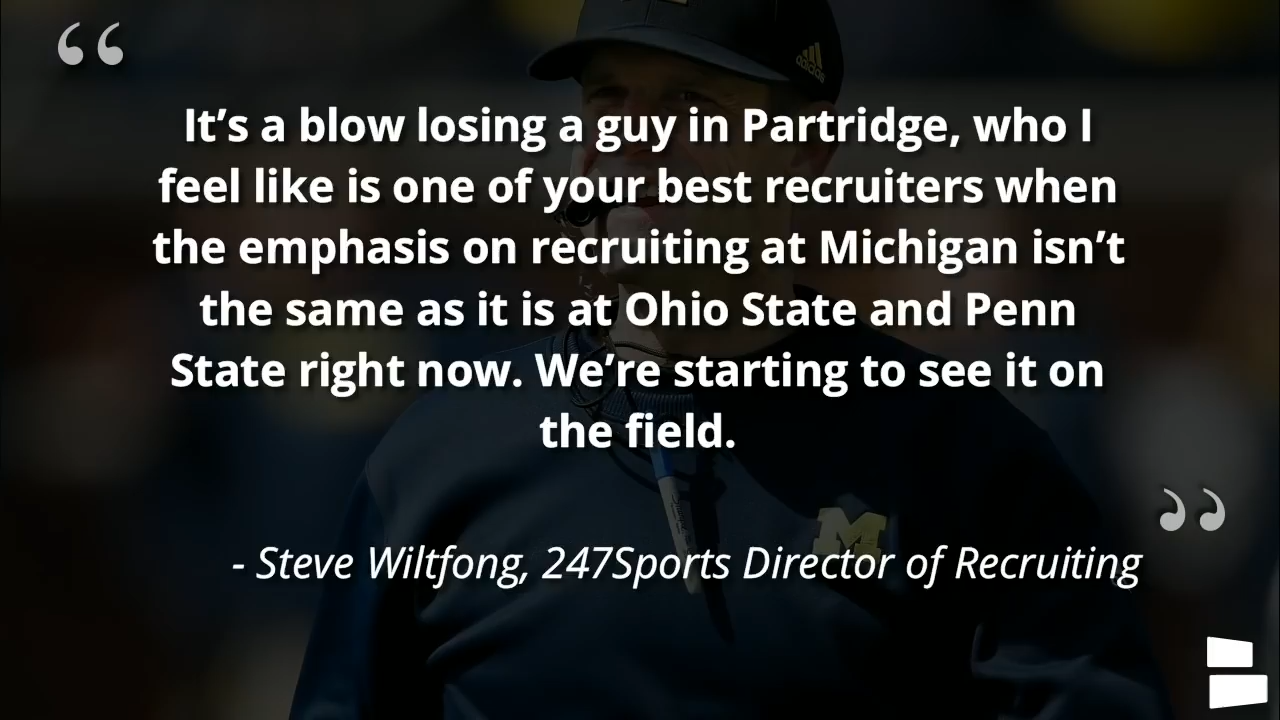 “
It’s a blow losing a guy in Partridge, who I
feel like is one of your best recruiters when
the emphasis on recruiting at Michigan isn’t
the same as it is at Ohio State and Penn
State right now. We’re starting to see it on
the field.
”
- Steve Wiltfong, 247Sports Director of Recruiting
adidas
M